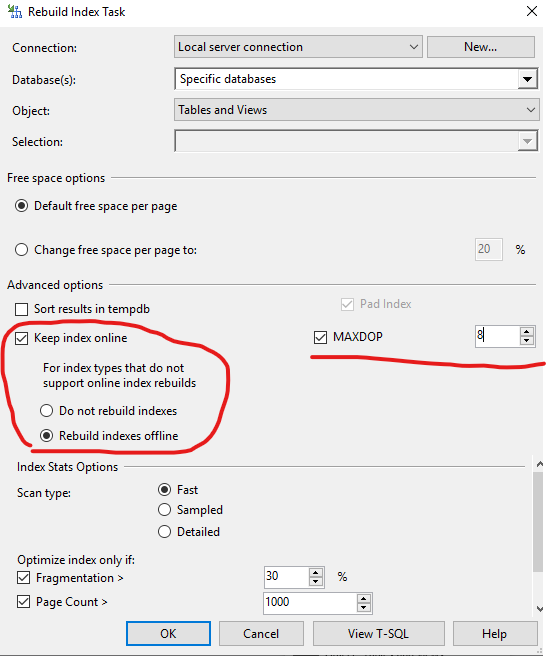 Rebuild Index Task
Connection: Local server connection New...
Database(s): Specific databases
Object: Tables and Views
Selection:
Free space options
Default free space per page
Change free space per page to: 20 %
Advanced options
Sort results in tempdb Pad Index
Keep index online MAXDOP 8
For index types that do not
support online index rebuilds
Do not rebuild indexes
Rebuild indexes offline
Index Stats Options
Scan type: Fast
Sampled
Detailed
Optimize index only if:
Fragmentation > 30 %
Page Count > 1000
OK Cancel View T-SQL Help